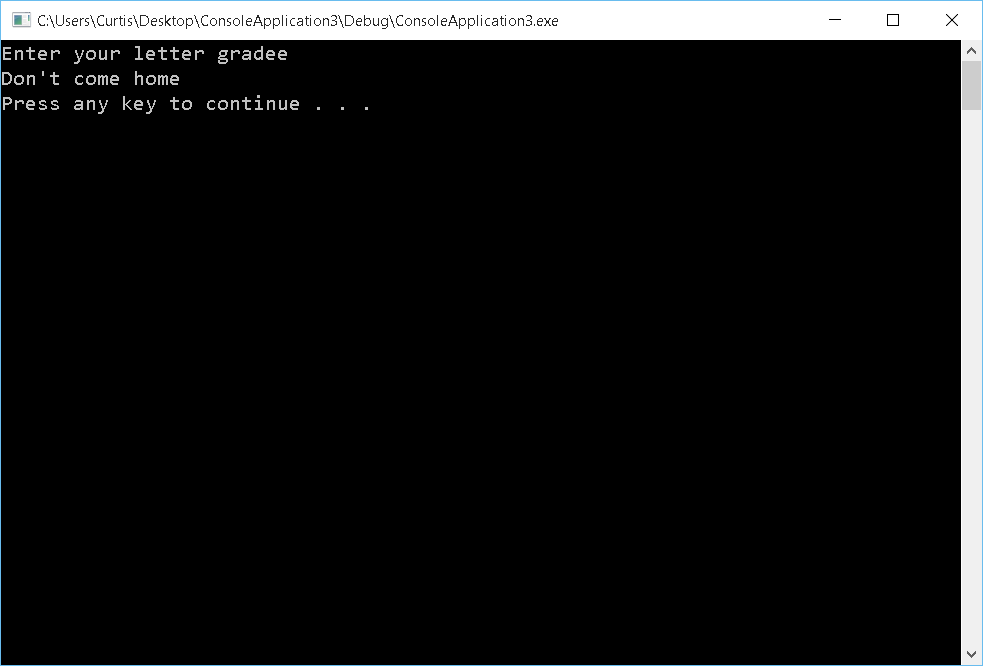 C:\Users\Curtis\Desktop\ConsoleApplication3\Debug\ConsoleApplication3.exe
Enter your letter gradee
Don't come home
Press any key to continue . . .